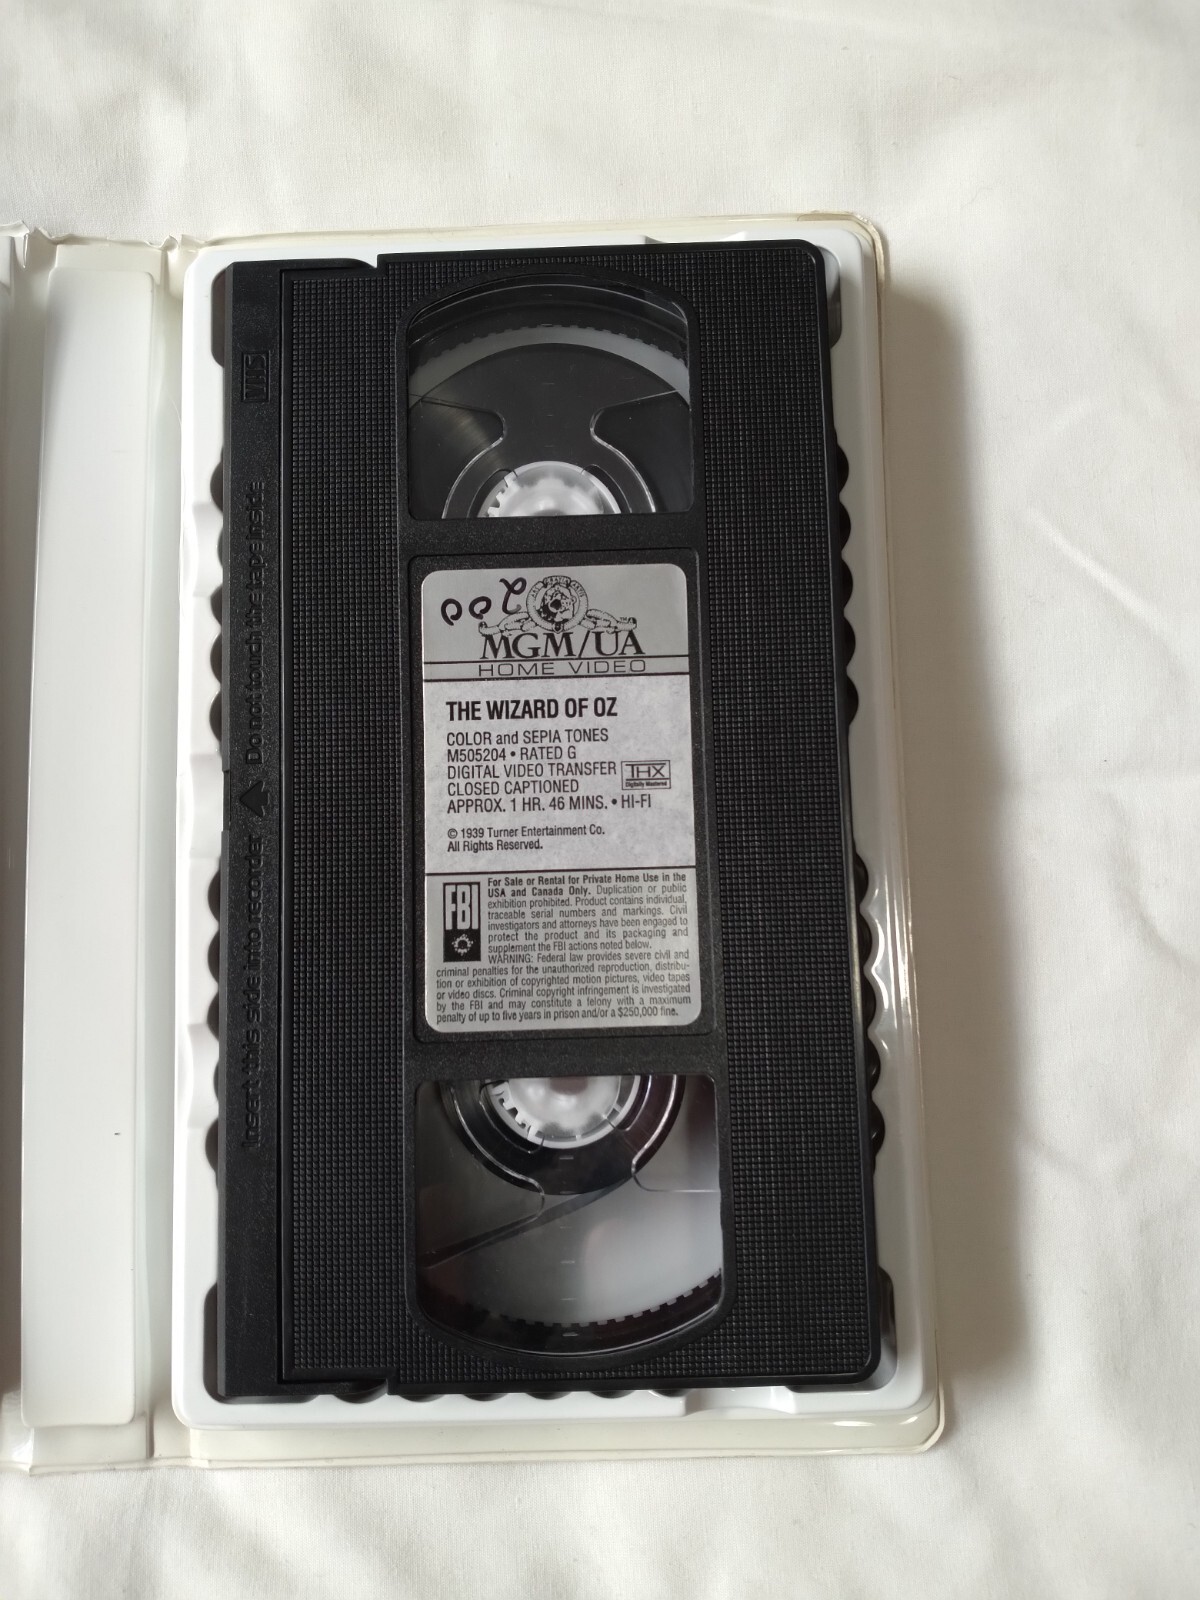 VHS
Do not touch the tape inside
Insert this side into recorder
200
MGM/UA
HOME VIDEO
THE WIZARD OF OZ
COLOR and SEPIA TONES
M505204 • RATED G
DIGITAL VIDEO TRANSFER
THX
Digitally Mastered
CLOSED CAPTIONED
APPROX. 1 HR. 46 MINS. • HI-FI
© 1939 Turner Entertainment Co.
All Rights Reserved.
FBI
For Sale or Rental for Private Home Use in the
USA and Canada Only. Duplication or public
exhibition prohibited. Product contains individual,
traceable serial numbers and markings. Civil
investigators and attorneys have been engaged to
protect the product and its packaging and
supplement the FBI actions noted below.
WARNING: Federal law provides severe civil and
criminal penalties for the unauthorized reproduction, distribu-
tion or exhibition of copyrighted motion pictures, video tapes
or video discs. Criminal copyright infringement is investigated
by the FBI and may constitute a felony with a maximum
penalty of up to five years in prison and/or a $250,000 fine.